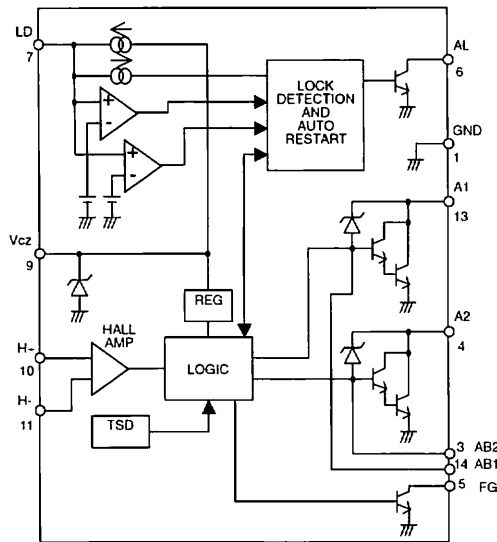 LD
7
AL
6
LOCK
DETECTION
AND
AUTO
RESTART
+
-
+
-
GND
1
A1
13
Vcz
9
REG
HALL
AMP
A2
4
H+
10
LOGIC
H-
11
TSD
3 AB2
14 AB1
5 FG